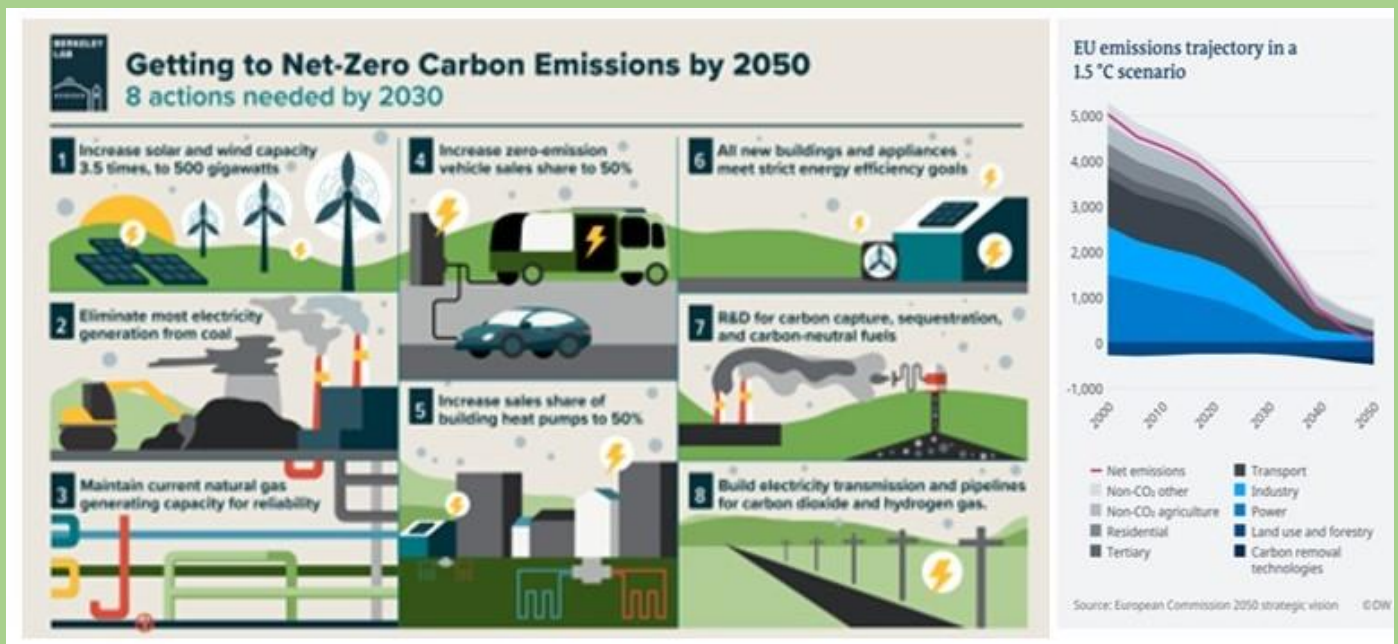 BERKELEY
LAB
Getting to Net-Zero Carbon Emissions by 2050
8 actions needed by 2030
1
Increase solar and wind capacity
3.5 times, to 500 gigawatts
2
Eliminate most electricity
generation from coal
3
Maintain current natural gas
generating capacity for reliability
4
Increase zero-emission
vehicle sales share to 50%
5
Increase sales share of
building heat pumps to 50%
6
All new buildings and appliances
meet strict energy efficiency goals
7
R&D for carbon capture, sequestration,
and carbon-neutral fuels
8
Build electricity transmission and pipelines
for carbon dioxide and hydrogen gas.
EU emissions trajectory in a
1.5 °C scenario
5,000
4,000
3,000
2,000
1,000
0
-1,000
2000
2010
2020
2030
2040
2050
Net emissions
Non-CO₂ other
Non-CO₂ agriculture
Residential
Tertiary
Transport
Industry
Power
Land use and forestry
Carbon removal
technologies
Source: European Commission 2050 strategic vision ©DW